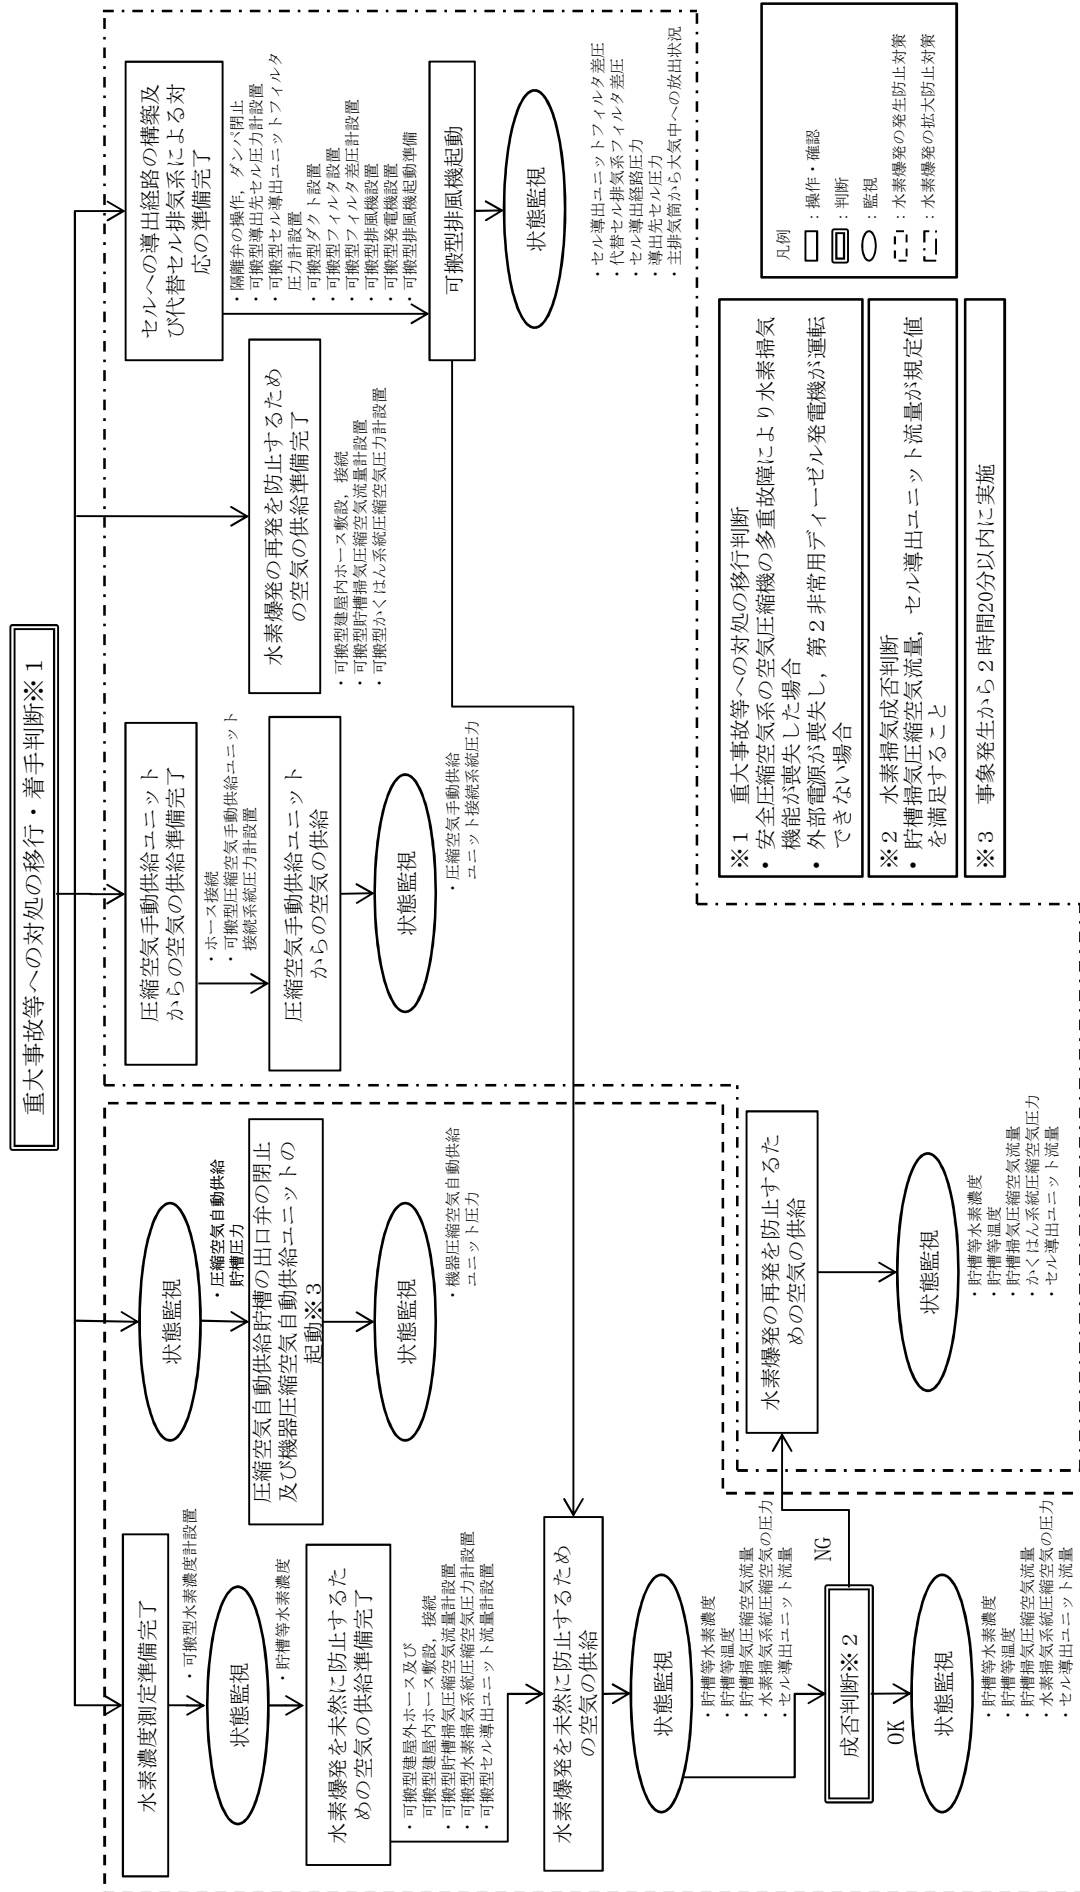 重大事故等への対処の移行・着手判断※１
水素濃度測定準備完了
・可搬型水素濃度計設置
状態監視
・貯槽等水素濃度
水素爆発を未然に防止するた
めの空気の供給準備完了
・可搬型建屋外ホース及び
可搬型建屋内ホース敷設，接続
・可搬型貯槽掃気圧縮空気流量計設置
・可搬型水素掃気系統圧縮空気圧力計設置
・可搬型セル導出ユニット流量計設置
水素爆発を未然に防止するため
の空気の供給
状態監視
・貯槽等水素濃度
・貯槽等温度
・貯槽掃気圧縮空気流量
・水素掃気系統圧縮空気の圧力
・セル導出ユニット流量
成否判断※２
NG
OK
状態監視
・貯槽等水素濃度
・貯槽等温度
・貯槽掃気圧縮空気流量
・水素掃気系統圧縮空気の圧力
・セル導出ユニット流量
状態監視
・圧縮空気自動供給
貯槽圧力
圧縮空気自動供給貯槽の出口弁の閉止
及び機器圧縮空気自動供給ユニットの
起動※３
状態監視
・機器圧縮空気自動供給
ユニット圧力
水素爆発の再発を防止するた
めの空気の供給
状態監視
・貯槽等水素濃度
・貯槽等温度
・貯槽掃気圧縮空気流量
・かくはん系統圧縮空気圧力
・セル導出ユニット流量
圧縮空気手動供給ユニット
からの空気の供給準備完了
・ホース接続
・可搬型圧縮空気手動供給ユニット
接続系統圧力計設置
圧縮空気手動供給ユニット
からの空気の供給
状態監視
・圧縮空気手動供給
ユニット接続系統圧力
水素爆発の再発を防止するため
の空気の供給準備完了
・可搬型建屋内ホース敷設，接続
・可搬型貯槽掃気圧縮空気流量計設置
・可搬型かくはん系統圧縮空気圧力計設置
セルへの導出経路の構築及
び代替セル排気系による対
応の準備完了
・隔離弁の操作，ダンパ閉止
・可搬型導出先セル圧力計設置
・可搬型セル導出ユニットフィルタ
圧力計設置
・可搬型ダクト設置
・可搬型フィルタ設置
・可搬型フィルタ差圧計設置
・可搬型排風機設置
・可搬型発電機設置
・可搬型排風機起動準備
可搬型排風機起動
状態監視
・セル導出ユニットフィルタ差圧
・代替セル排気系フィルタ差圧
・セル導出経路圧力
・導出先セル圧力
・主排気筒から大気中への放出状況
※１　重大事故等への対処の移行判断
・安全圧縮空気系の空気圧縮機の多重故障により水素掃気
機能が喪失した場合
・外部電源が喪失し，第２非常用ディーゼル発電機が運転
できない場合
※２　水素掃気成否判断
・貯槽掃気圧縮空気流量，セル導出ユニット流量が規定値
を満足すること
※３　事象発生から２時間20分以内に実施
凡例
：操作・確認
：判断
：監視
：水素爆発の発生防止対策
：水素爆発の拡大防止対策